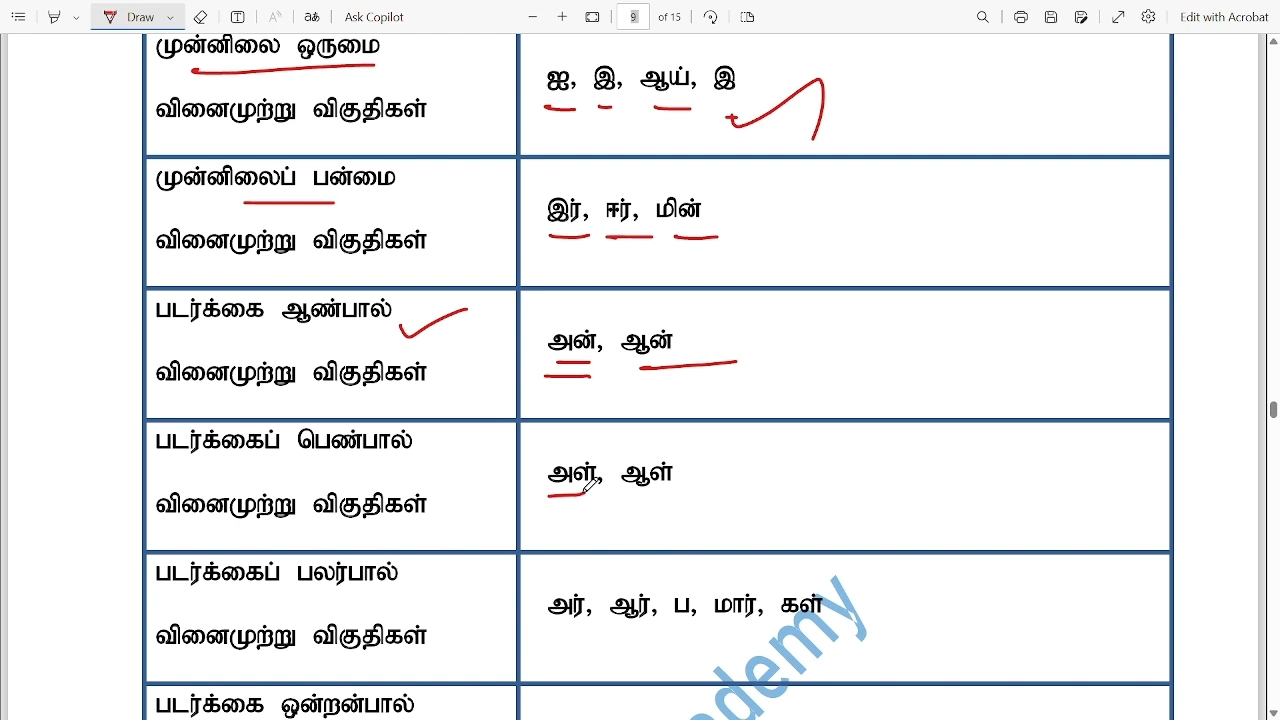 Draw
Ask Copilot
9 of 15
Edit with Acrobat
முன்னிலை ஒருமை
வினைமுற்று விகுதிகள்
ஐ, இ, ஆய், இ
முன்னிலைப் பன்மை
வினைமுற்று விகுதிகள்
இர், ஈர், மின்
படர்க்கை ஆண்பால்
வினைமுற்று விகுதிகள்
அன், ஆன்
படர்க்கைப் பெண்பால்
வினைமுற்று விகுதிகள்
அள், ஆள்
படர்க்கைப் பலர்பால்
வினைமுற்று விகுதிகள்
அர், ஆர், ப, மார், கள்
படர்க்கை ஒன்றன்பால்
demy